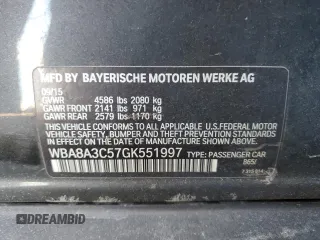 MFD BY BAYERISCHE MOTOREN WERKE AG
09/15
GVWR 4586 lbs 2080 kg
GAWR FRONT 2141 lbs 971 kg
GAWR REAR 2579 lbs 1170 kg
THIS VEHICLE CONFORMS TO ALL APPLICABLE U.S. FEDERAL MOTOR
VEHICLE SAFETY, BUMPER AND THEFT
PREVENTION STANDARDS IN EFFECT ON THE
DATE OF MANUFACTURE SHOWN ABOVE.
WBA8A3C57GK551997 TYPE: PASSENGER CAR
B65/
DREAMBID